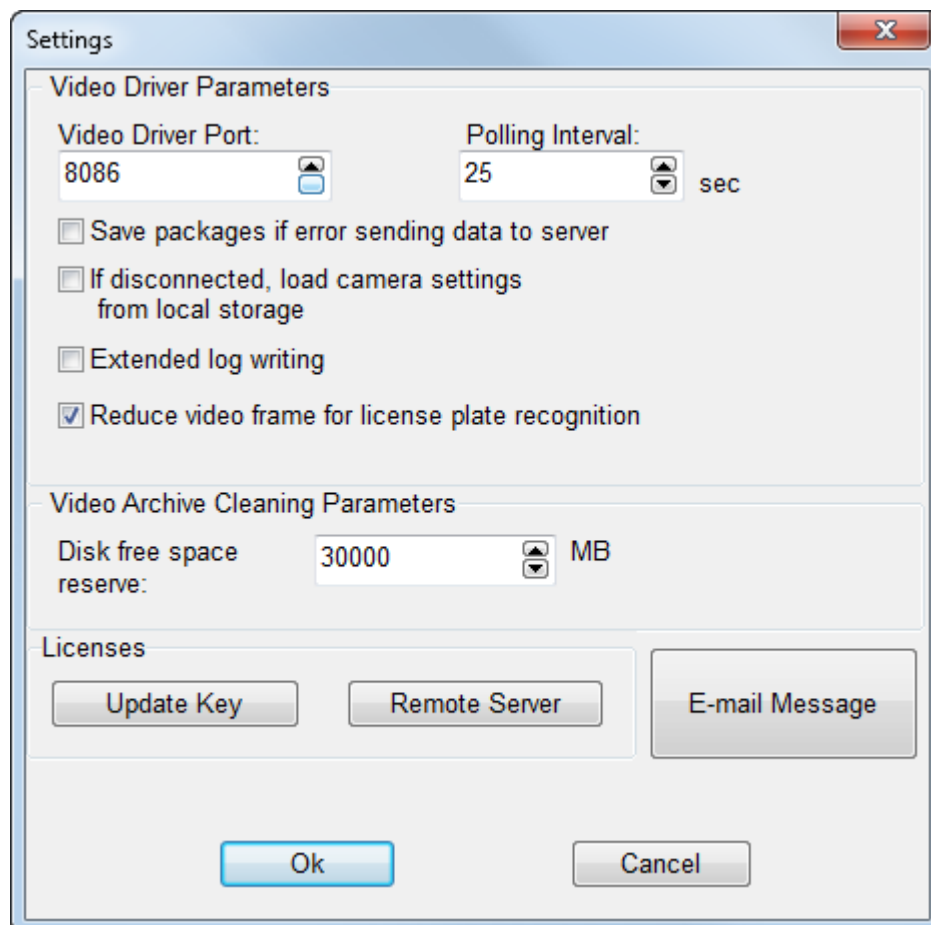 Settings
Video Driver Parameters
Video Driver Port: Polling Interval:
8086 25 sec
Save packages if error sending data to server
If disconnected, load camera settings
from local storage
Extended log writing
Reduce video frame for license plate recognition
Video Archive Cleaning Parameters
Disk free space
reserve:
30000 MB
Licenses
Update Key Remote Server E-mail Message
Ok Cancel